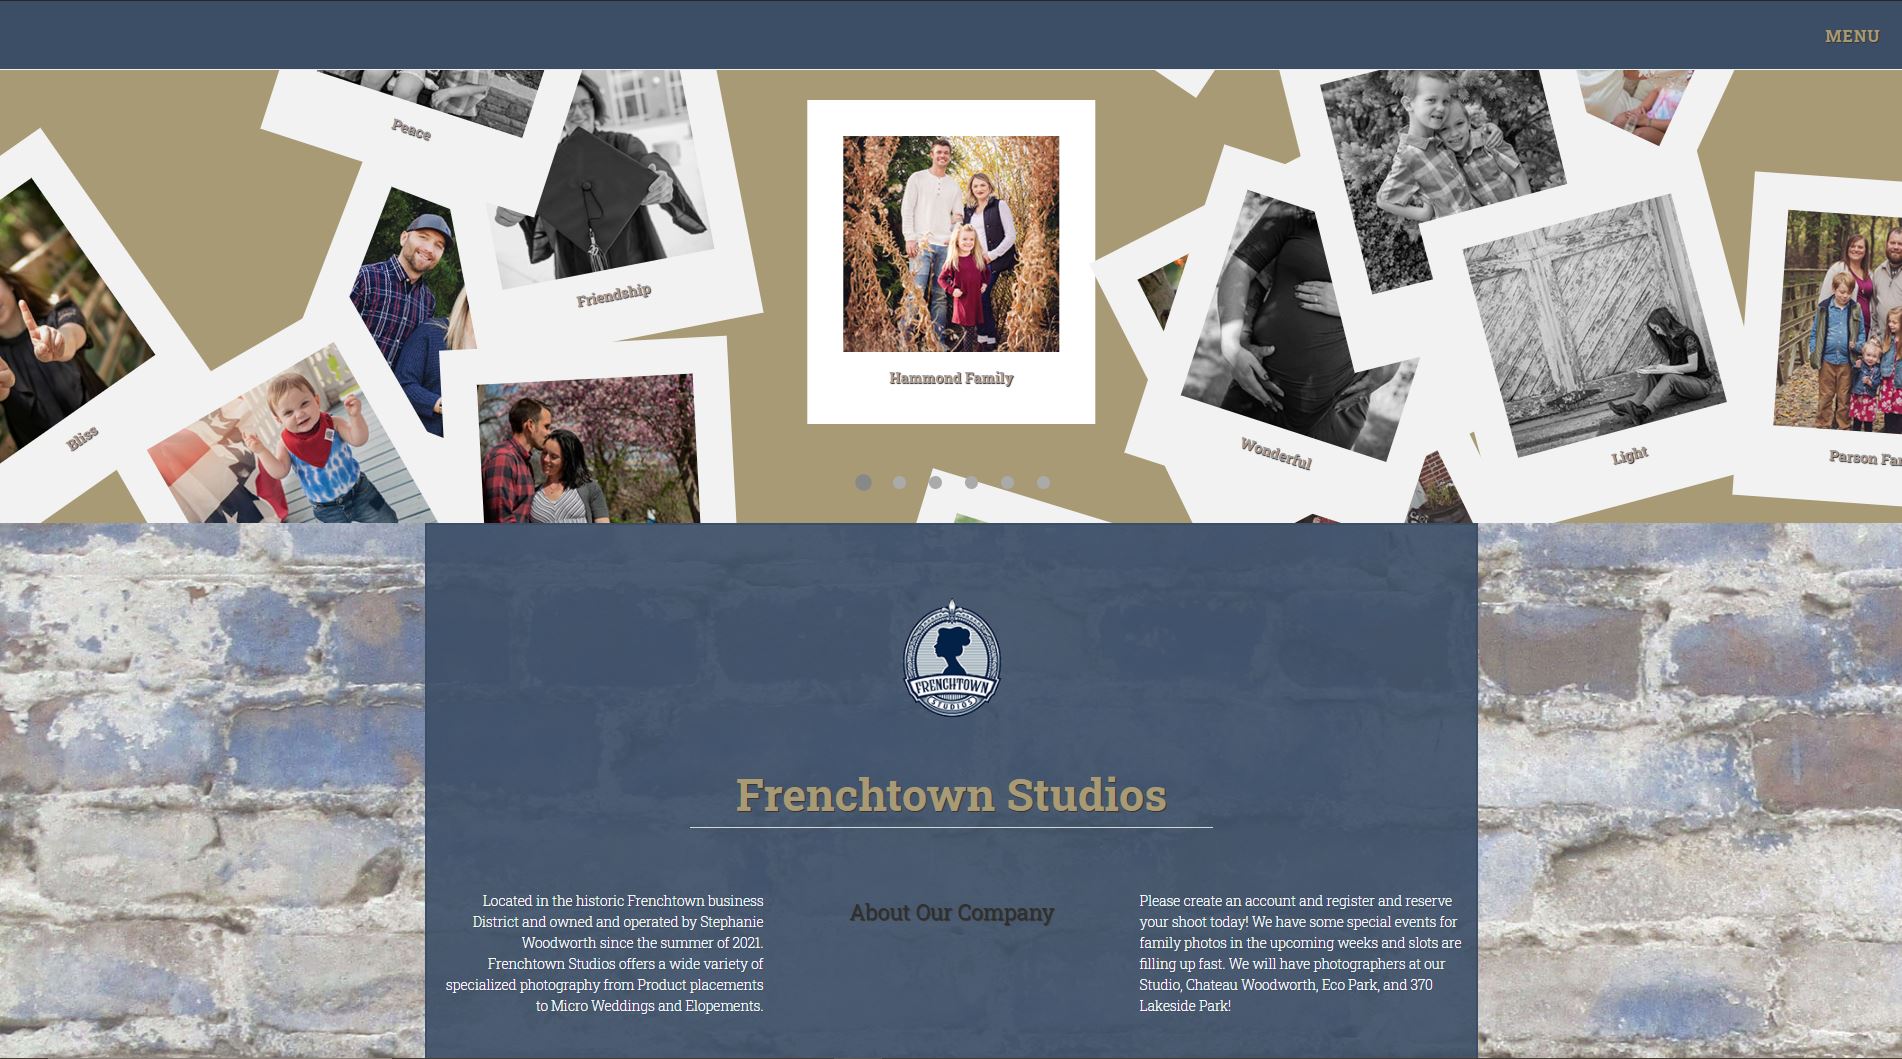 MENU
Peace
Friendship
Bliss
Hammond Family
Wonderful
Light
Parson
FRENCHTOWN
STUDIOS
Frenchtown Studios
Located in the historic Frenchtown business
District and owned and operated by Stephanie
Woodworth since the summer of 2021.
Frenchtown Studios offers a wide variety of
specialized photography from Product placements
to Micro Weddings and Elopements.
About Our Company
Please create an account and register and reserve
your shoot today! We have some special events for
family photos in the upcoming weeks and slots are
filling up fast. We will have photographers at our
Studio, Chateau Woodworth, Eco Park, and 370
Lakeside Park!